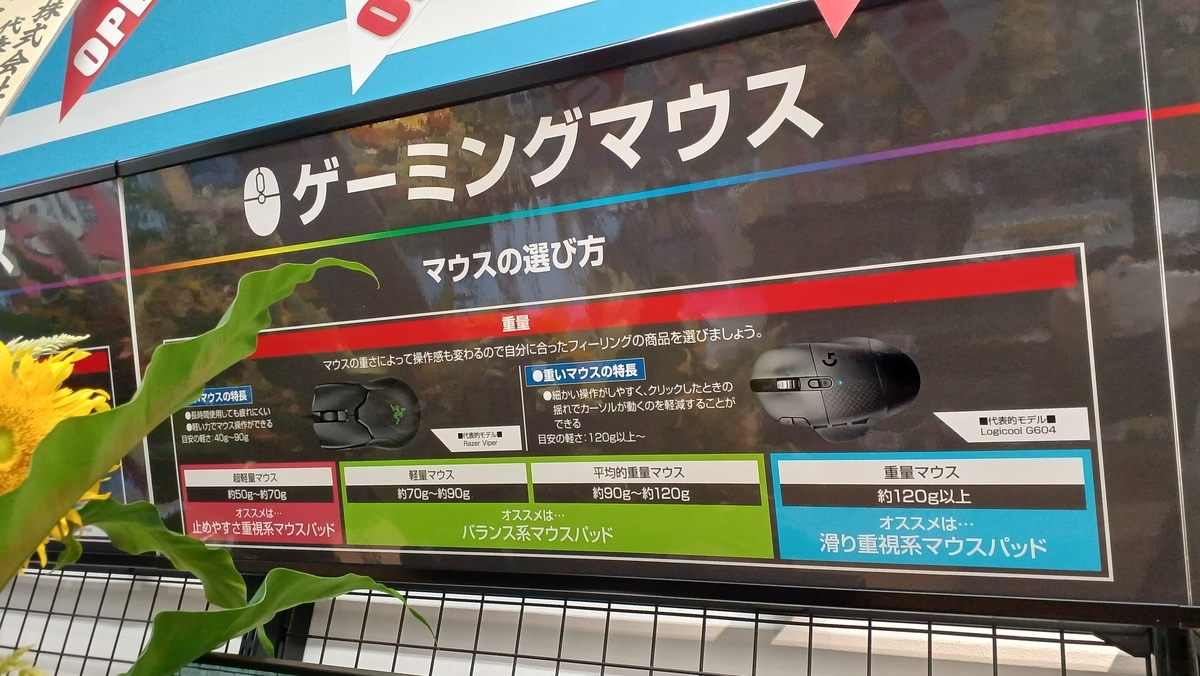 株式会社
OPE
ゲーミングマウス
マウスの選び方
重量
マウスの重さによって操作感も変わるので自分に合ったフィーリングの商品を選びましょう。
マウスの特長
●長時間使用しても疲れにくい
●軽い力でマウス操作ができる
目安の軽さ: 40g~90g
■代表的モデル■
Razer Viper
●重いマウスの特長
●細かい操作がしやすく、クリックしたときの
揺れでカーソルが動くのを軽減することが
できる
目安の軽さ: 120g以上~
■代表的モデル■
Logicool G604
超軽量マウス
約50g~約70g
オススメは…
止めやすさ重視系マウスパッド
軽量マウス
約70g~約90g
平均的重量マウス
約90g~約120g
オススメは…
バランス系マウスパッド
重量マウス
約120g以上
オススメは…
滑り重視系マウスパッド